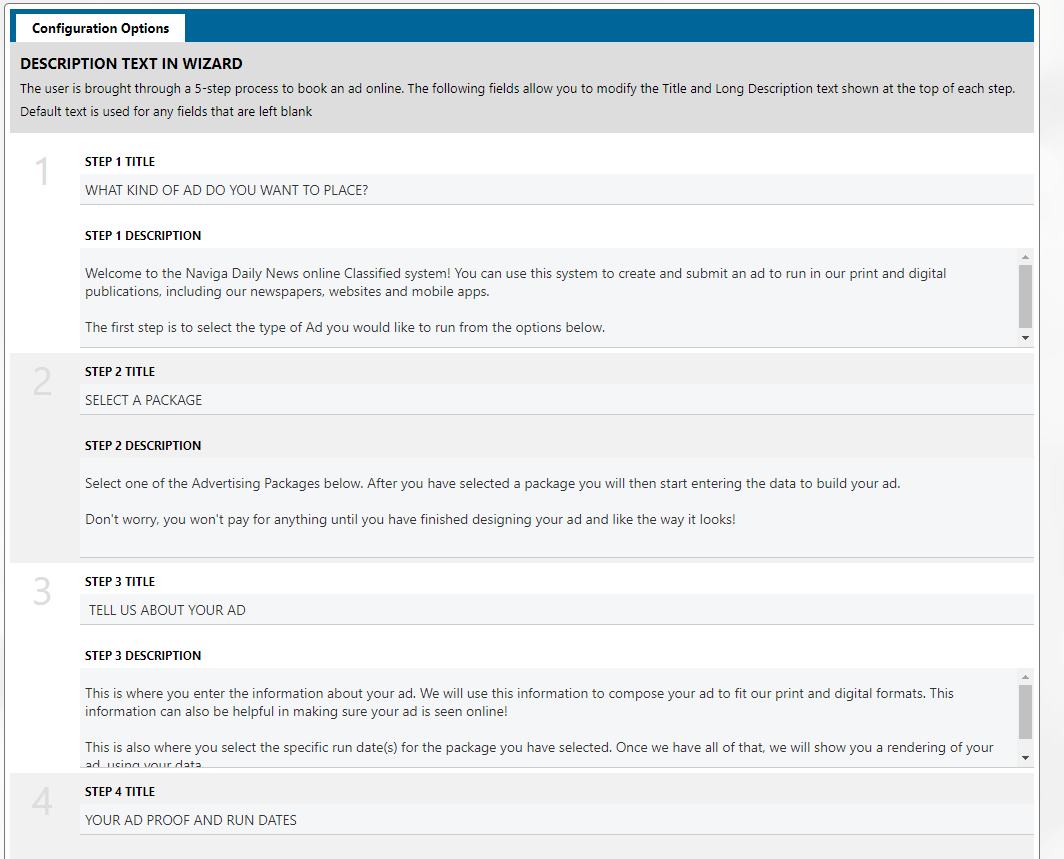 Configuration Options
DESCRIPTION TEXT IN WIZARD
The user is brought through a 5-step process to book an ad online. The following fields allow you to modify the Title and Long Description text shown at the top of each step.
Default text is used for any fields that are left blank
1
STEP 1 TITLE
WHAT KIND OF AD DO YOU WANT TO PLACE?
STEP 1 DESCRIPTION
Welcome to the Naviga Daily News online Classified system! You can use this system to create and submit an ad to run in our print and digital
publications, including our newspapers, websites and mobile apps.
The first step is to select the type of Ad you would like to run from the options below.
2
STEP 2 TITLE
SELECT A PACKAGE
STEP 2 DESCRIPTION
Select one of the Advertising Packages below. After you have selected a package you will then start entering the data to build your ad.
Don't worry, you won't pay for anything until you have finished designing your ad and like the way it looks!
3
STEP 3 TITLE
TELL US ABOUT YOUR AD
STEP 3 DESCRIPTION
This is where you enter the information about your ad. We will use this information to compose your ad to fit our print and digital formats. This
information can also be helpful in making sure your ad is seen online!
This is also where you select the specific run date(s) for the package you have selected. Once we have all of that, we will show you a rendering of your
ad, using your data
4
STEP 4 TITLE
YOUR AD PROOF AND RUN DATES